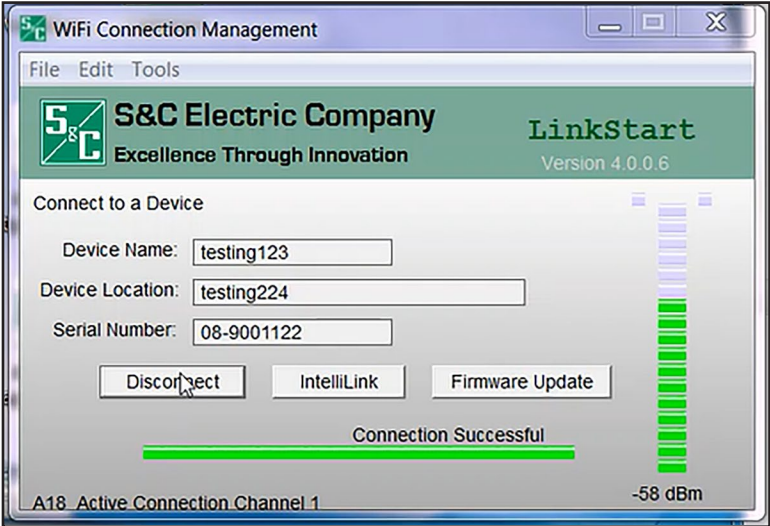 S&C WiFi Connection Management
File Edit Tools
S&C S&C Electric Company
Excellence Through Innovation
LinkStart
Version 4.0.0.6
Connect to a Device
Device Name: testing123
Device Location: testing224
Serial Number: 08-9001122
Disconnect IntelliLink Firmware Update
Connection Successful
A18 Active Connection Channel 1
-58 dBm